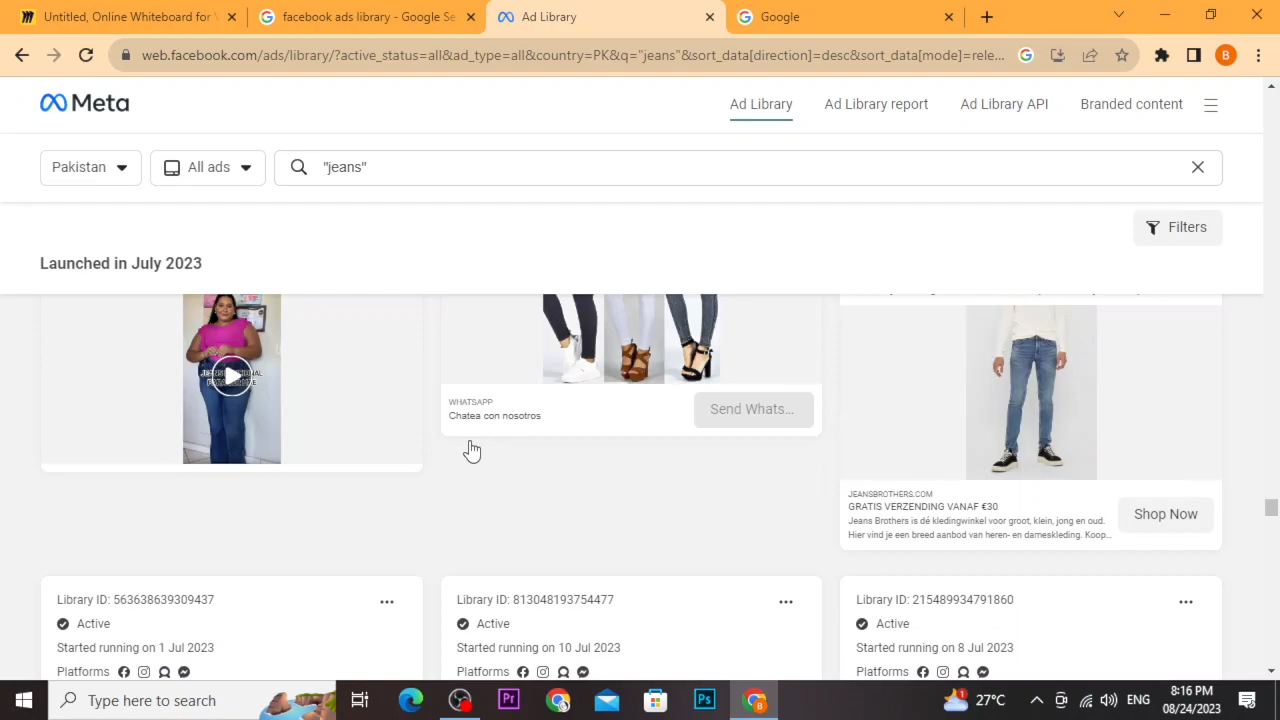 Untitled, Online Whiteboard for
facebook ads library - Google Se
Ad Library
Google
web.facebook.com/ads/library/?active_status=all&ad_type=all&country=PK&q="jeans"&sort_data[direction]=desc&sort_data[mode]=rele...
B
Meta
Ad Library
Ad Library report
Ad Library API
Branded content
Pakistan
All ads
"jeans"
Filters
Launched in July 2023
WHATSAPP
Chatea con nosotros
Send Whats...
JEANSBROTHERS.COM
GRATIS VERZENDING VANAF €30
Jeans Brothers is dé kledingwinkel voor groot, klein, jong en oud.
Hier vind je een breed aanbod van heren- en dameskleding. Koop...
Shop Now
Library ID: 563638639309437
Active
Started running on 1 Jul 2023
Platforms
Library ID: 813048193754477
Active
Started running on 10 Jul 2023
Platforms
Library ID: 215489934791860
Active
Started running on 8 Jul 2023
Platforms
Type here to search
Pr
Ps
27°C
ENG
8:16 PM
08/24/2023